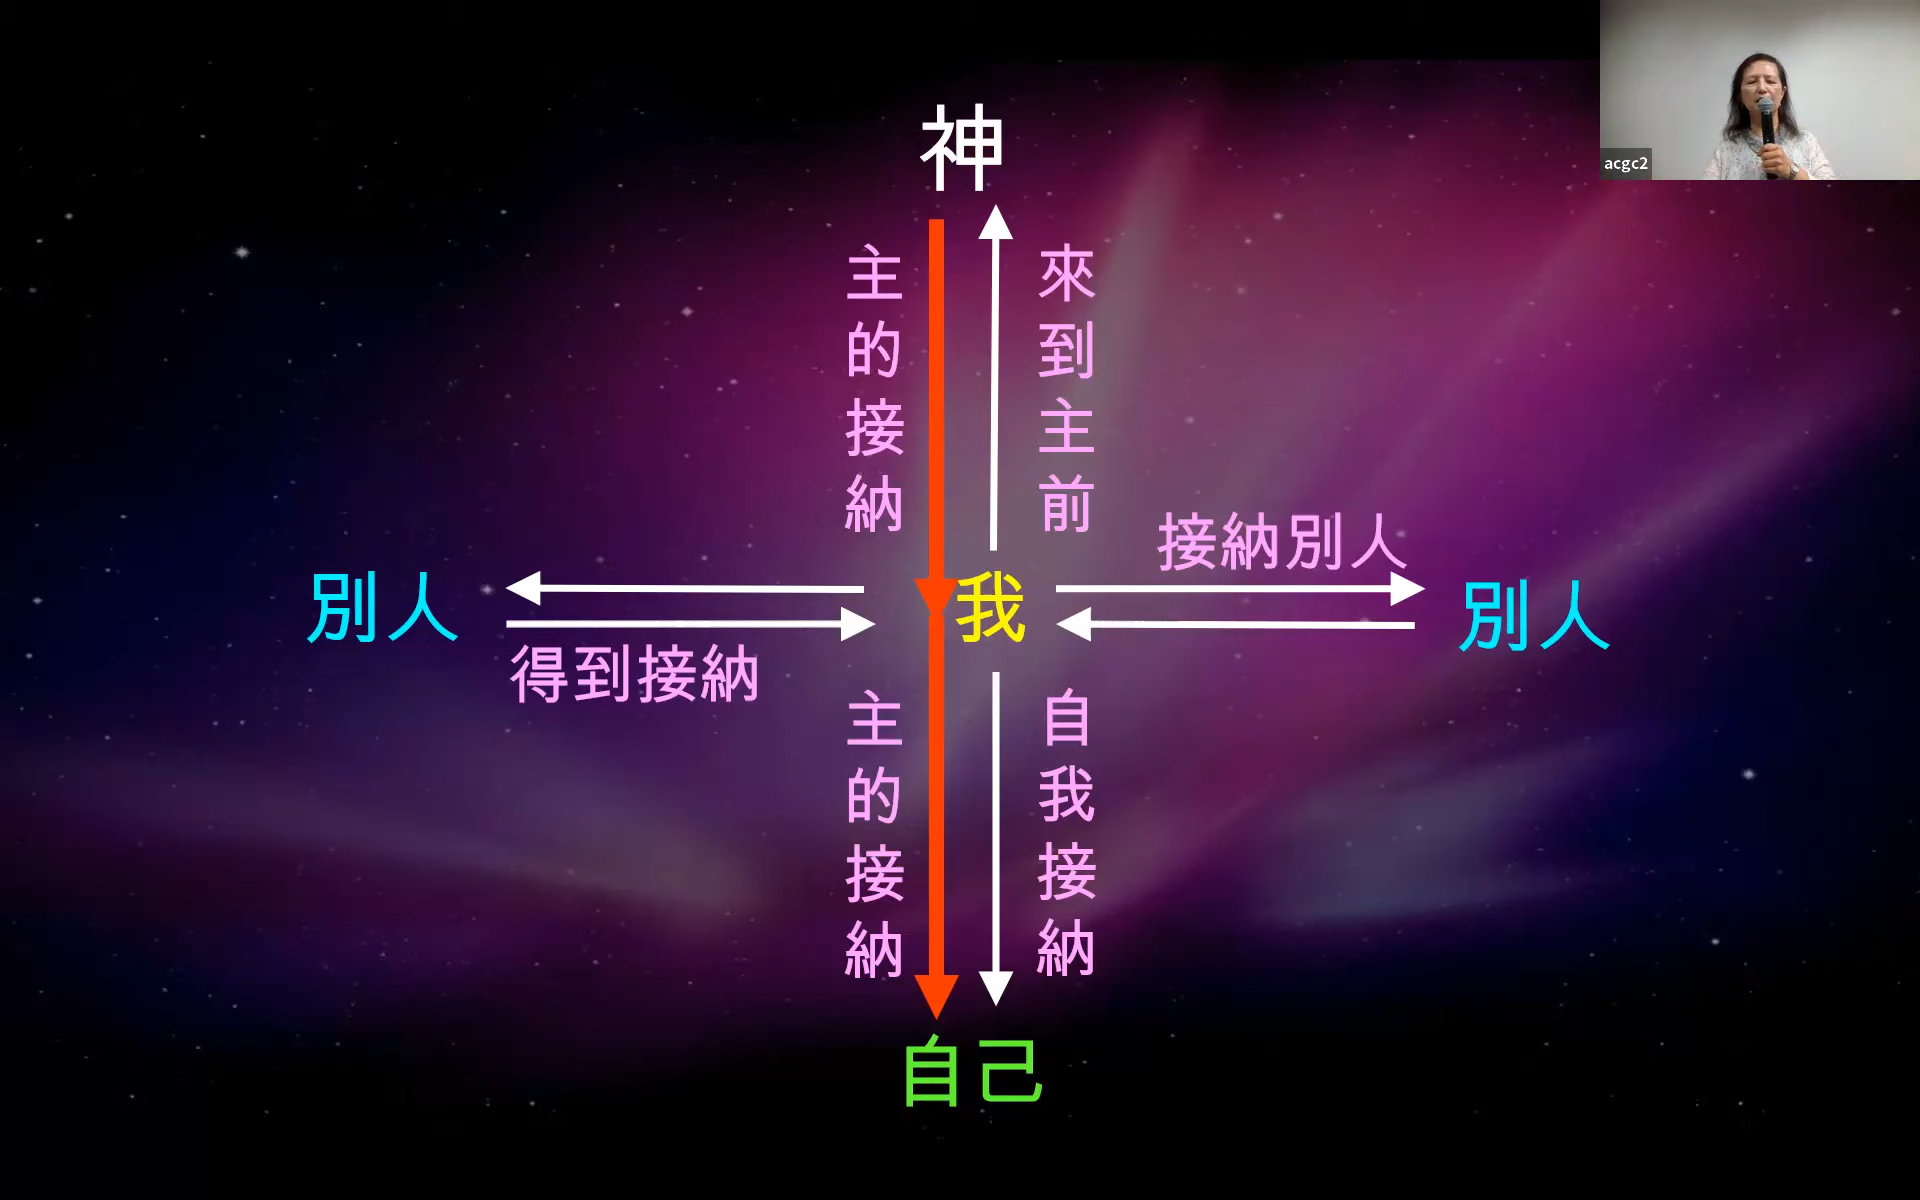 acgc2
神
主的接納
來到主前
接納別人
別人
我
別人
得到接納
主的接納
自我接納
自己